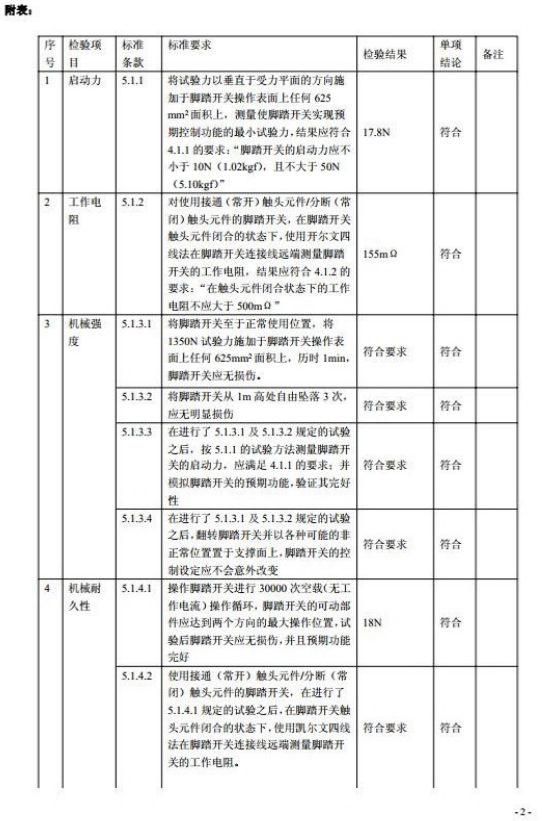 附表:
序号 检验项目 标准条款 标准要求 检验结果 单项结论 备注
1 启动力 5.1.1 将试验力以垂直于受力平面的方向施
加于脚踏开关操作表面上任何 625
mm²面积上，测量使脚踏开关实现预
期控制功能的最小试验力,结果应符合
4.1.1 的要求：“脚踏开关的启动力应不
小于 10N（1.02kgf），且不大于 50N
（5.10kgf）”
17.8N 符合
2 工作电阻 5.1.2 对使用接通（常开）触头元件/分断（常
闭）触头元件的脚踏开关，在脚踏开关
触头元件闭合的状态下，使用开尔文四
线法在脚踏开关连接线远端测量脚踏
开关的工作电阻，结果应符合 4.1.2 的
要求：“在触头元件闭合状态下的工作
电阻不应大于 500mΩ”
155mΩ 符合
3 机械强度 5.1.3.1 将脚踏开关至于正常使用位置，将
1350N 试验力施加于脚踏开关操作表
面上任何 625mm²面积上，历时 1min，
脚踏开关应无损伤。
符合要求 符合
5.1.3.2 将脚踏开关从 1m 高处自由坠落 3 次，
应无明显损伤
符合要求 符合
5.1.3.3 在进行了 5.1.3.1 及 5.1.3.2 规定的试验
之后，按 5.1.1 的试验方法测量脚踏开
关的启动力，应满足 4.1.1 的要求；并
模拟脚踏开关的预期功能,验证其完好
性
符合要求 符合
5.1.3.4 在进行了 5.1.3.1 及 5.1.3.2 规定的试验
之后,翻转脚踏开关并以各种可能的非
正常位置置于支撑面上,脚踏开关的控
制设定应不会意外改变
符合要求 符合
4 机械耐久性 5.1.4.1 操作脚踏开关进行 30000 次空载(无工
作电流）操作循环，脚踏开关的可动部
件应达到两个方向的最大操作位置,试
验后脚踏开关应无损伤,并且预期功能
完好
18N 符合
5.1.4.2 使用接通（常开）触头元件/分断（常
闭）触头元件的脚踏开关，在进行了
5.1.4.1 规定的试验之后,在脚踏开关触
头元件闭合的状态下,使用凯尔文四线
法在脚踏开关连接线远端测量脚踏开
关的工作电阻。
符合要求 符合
-2-